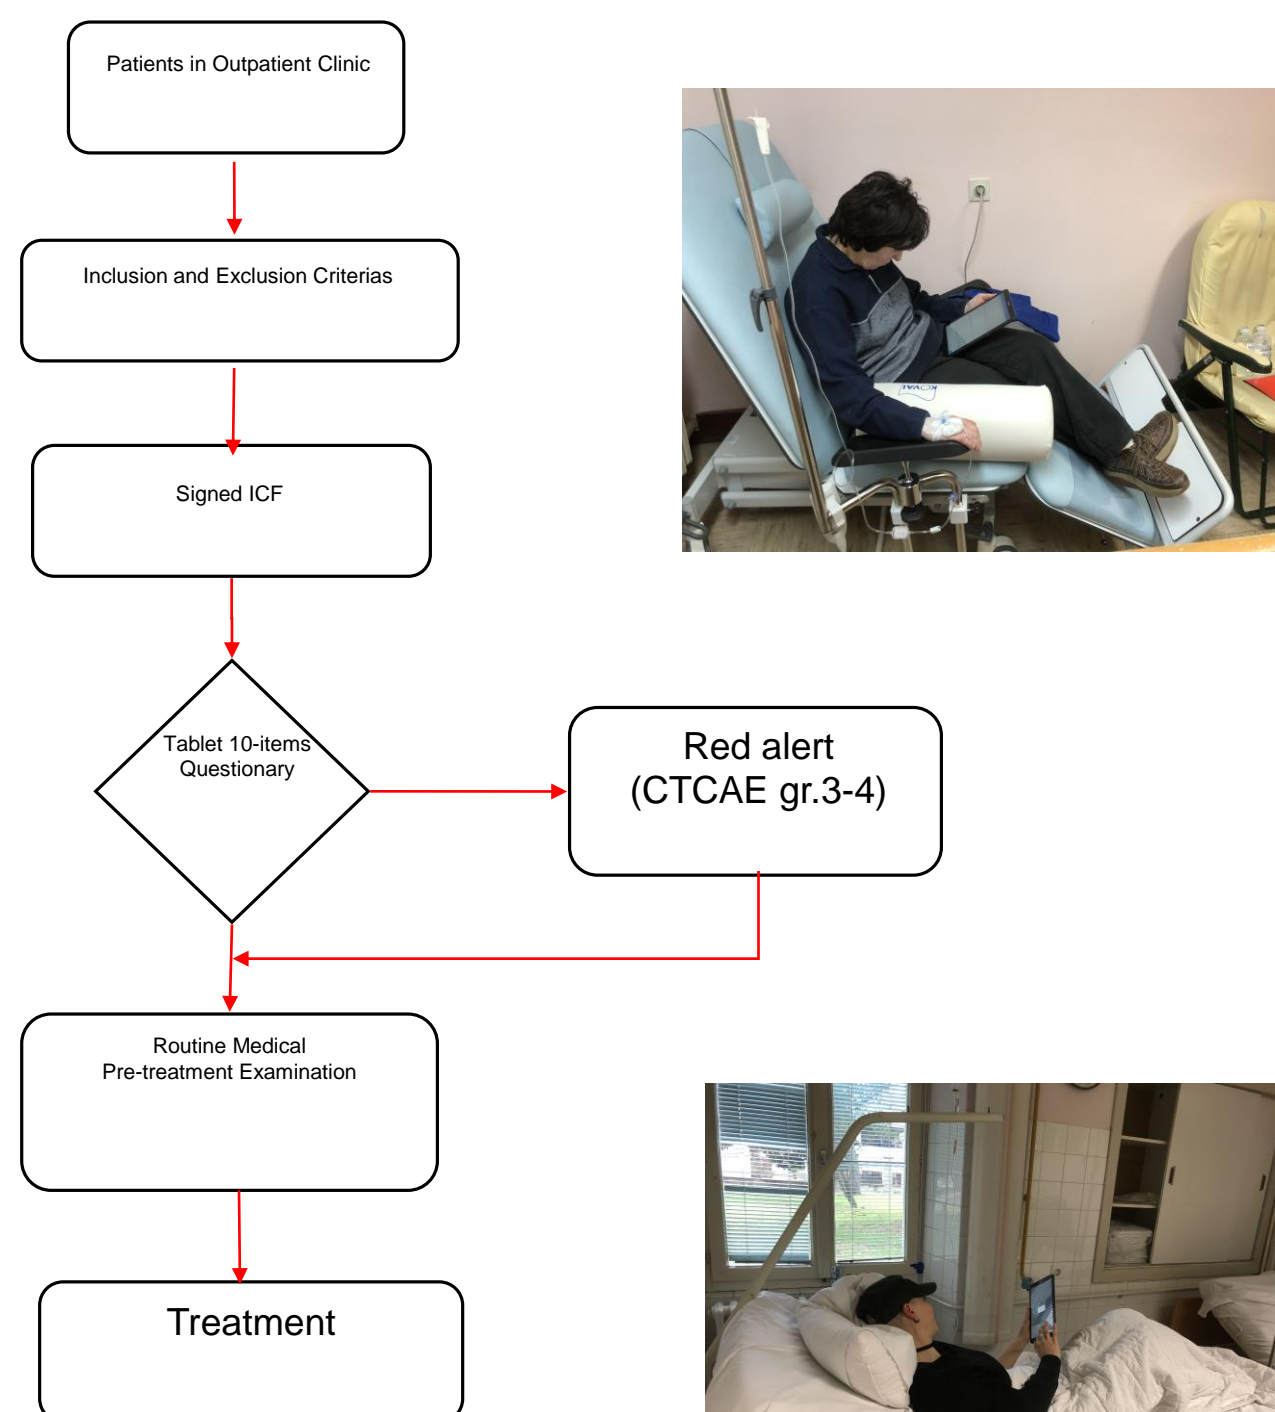 Patients in Outpatient Clinic
Inclusion and Exclusion Criterias
KOVAL
Signed ICF
Tablet 10-items
Questionary
Red alert
(CTCAE gr.3-4)
Routine Medical
Pre-treatment Examination
Treatment